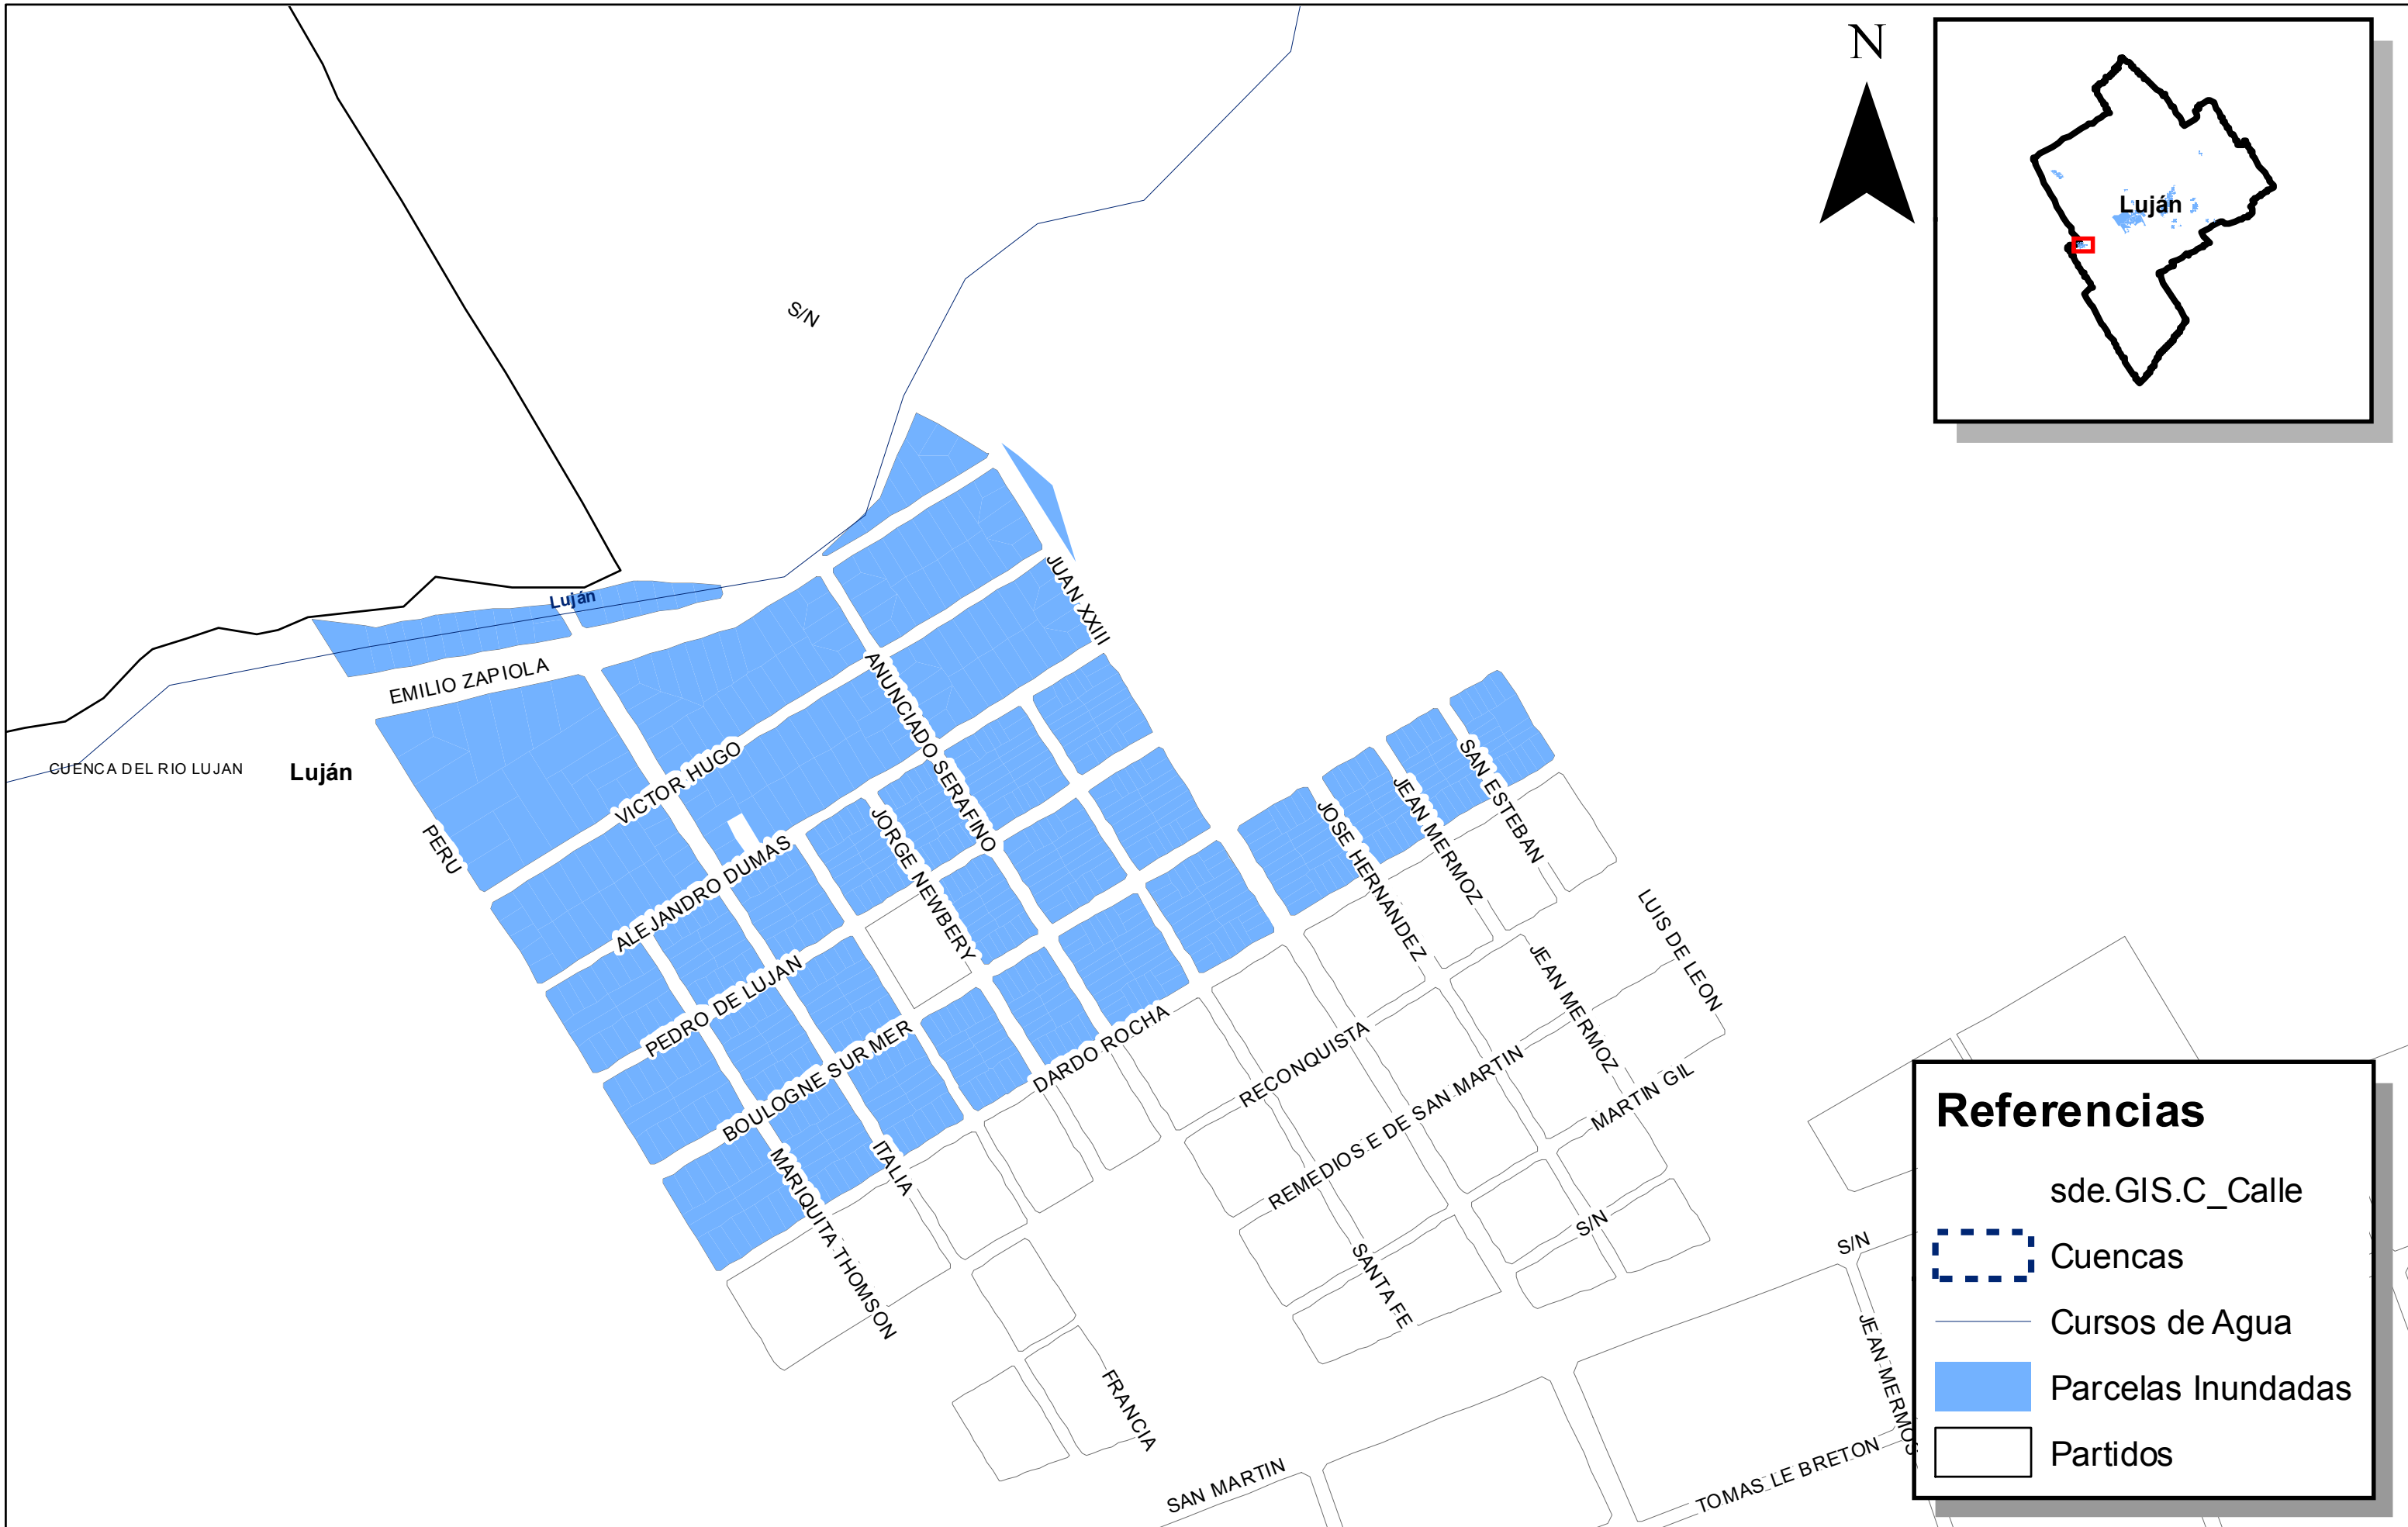 N
Luján
S/N
Luján
EMILIO ZAPIOLA
JUAN XXIII
ANUNCIADO SERAFINO
VICTOR HUGO
CUENCA DEL RIO LUJAN
Luján
PERU
ALEJANDRO DUMAS
JORGE NEWBERY
JOSE HERNANDEZ
JEAN MERMOZ
SAN ESTEBAN
LUIS DE LEON
PEDRO DE LUJAN
BOULOGNE SUR MER
DARDO ROCHA
RECONQUISTA
JEAN MERMOZ
REMEDIOS E DE SAN MARTIN
MARTIN GIL
MARIQUITA THOMSON
ITALIA
SANTA FE
S/N
S/N
FRANCIA
JEAN MERMOS
SAN MARTIN
TOMAS LE BRETON
Referencias
sde.GIS.C_Calle
Cuencas
Cursos de Agua
Parcelas Inundadas
Partidos